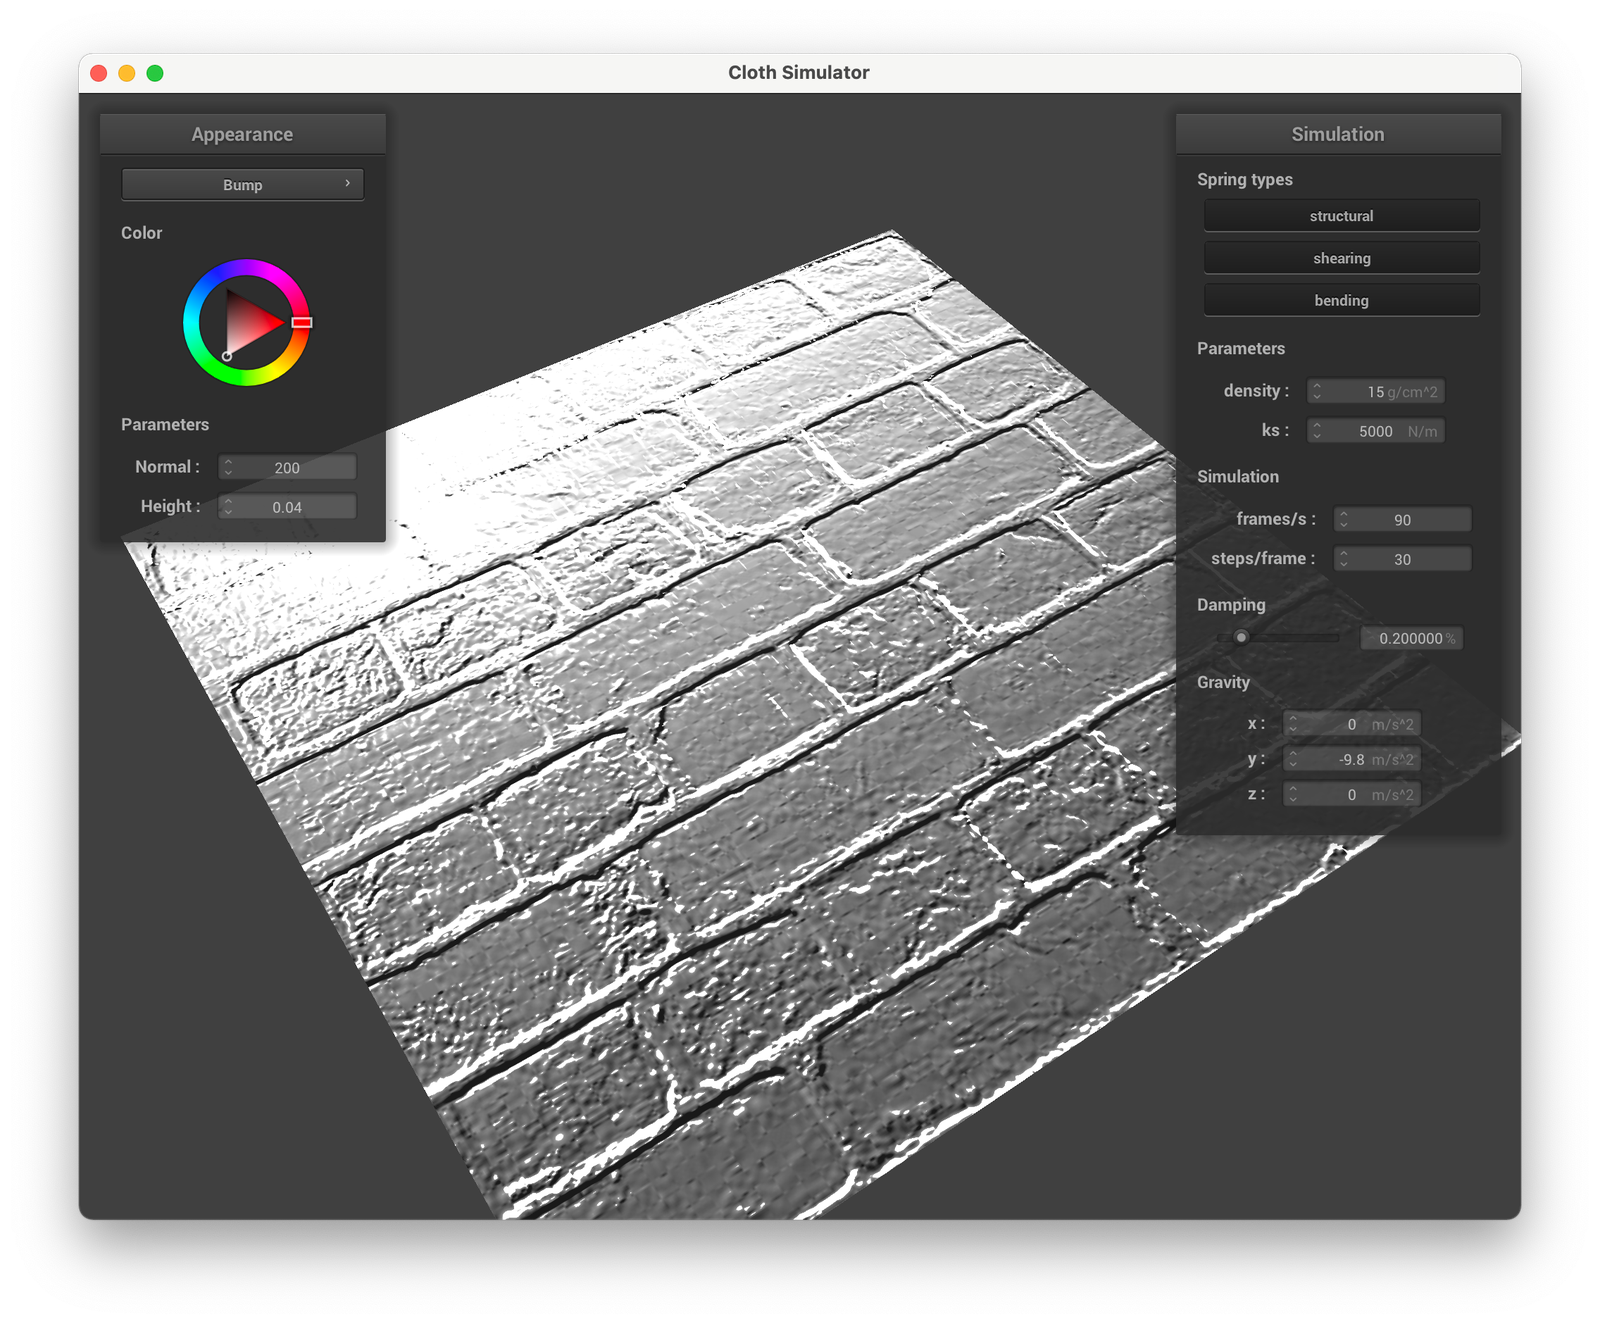 Cloth Simulator
Appearance
Bump
Color
Parameters
Normal : 200
Height : 0.04
Simulation
Spring types
structural
shearing
bending
Parameters
density : 15 g/cm^2
ks : 5000 N/m
Simulation
frames/s : 90
steps/frame : 30
Damping
0.200000 %
Gravity
x : 0 m/s^2
y : -9.8 m/s^2
z : 0 m/s^2